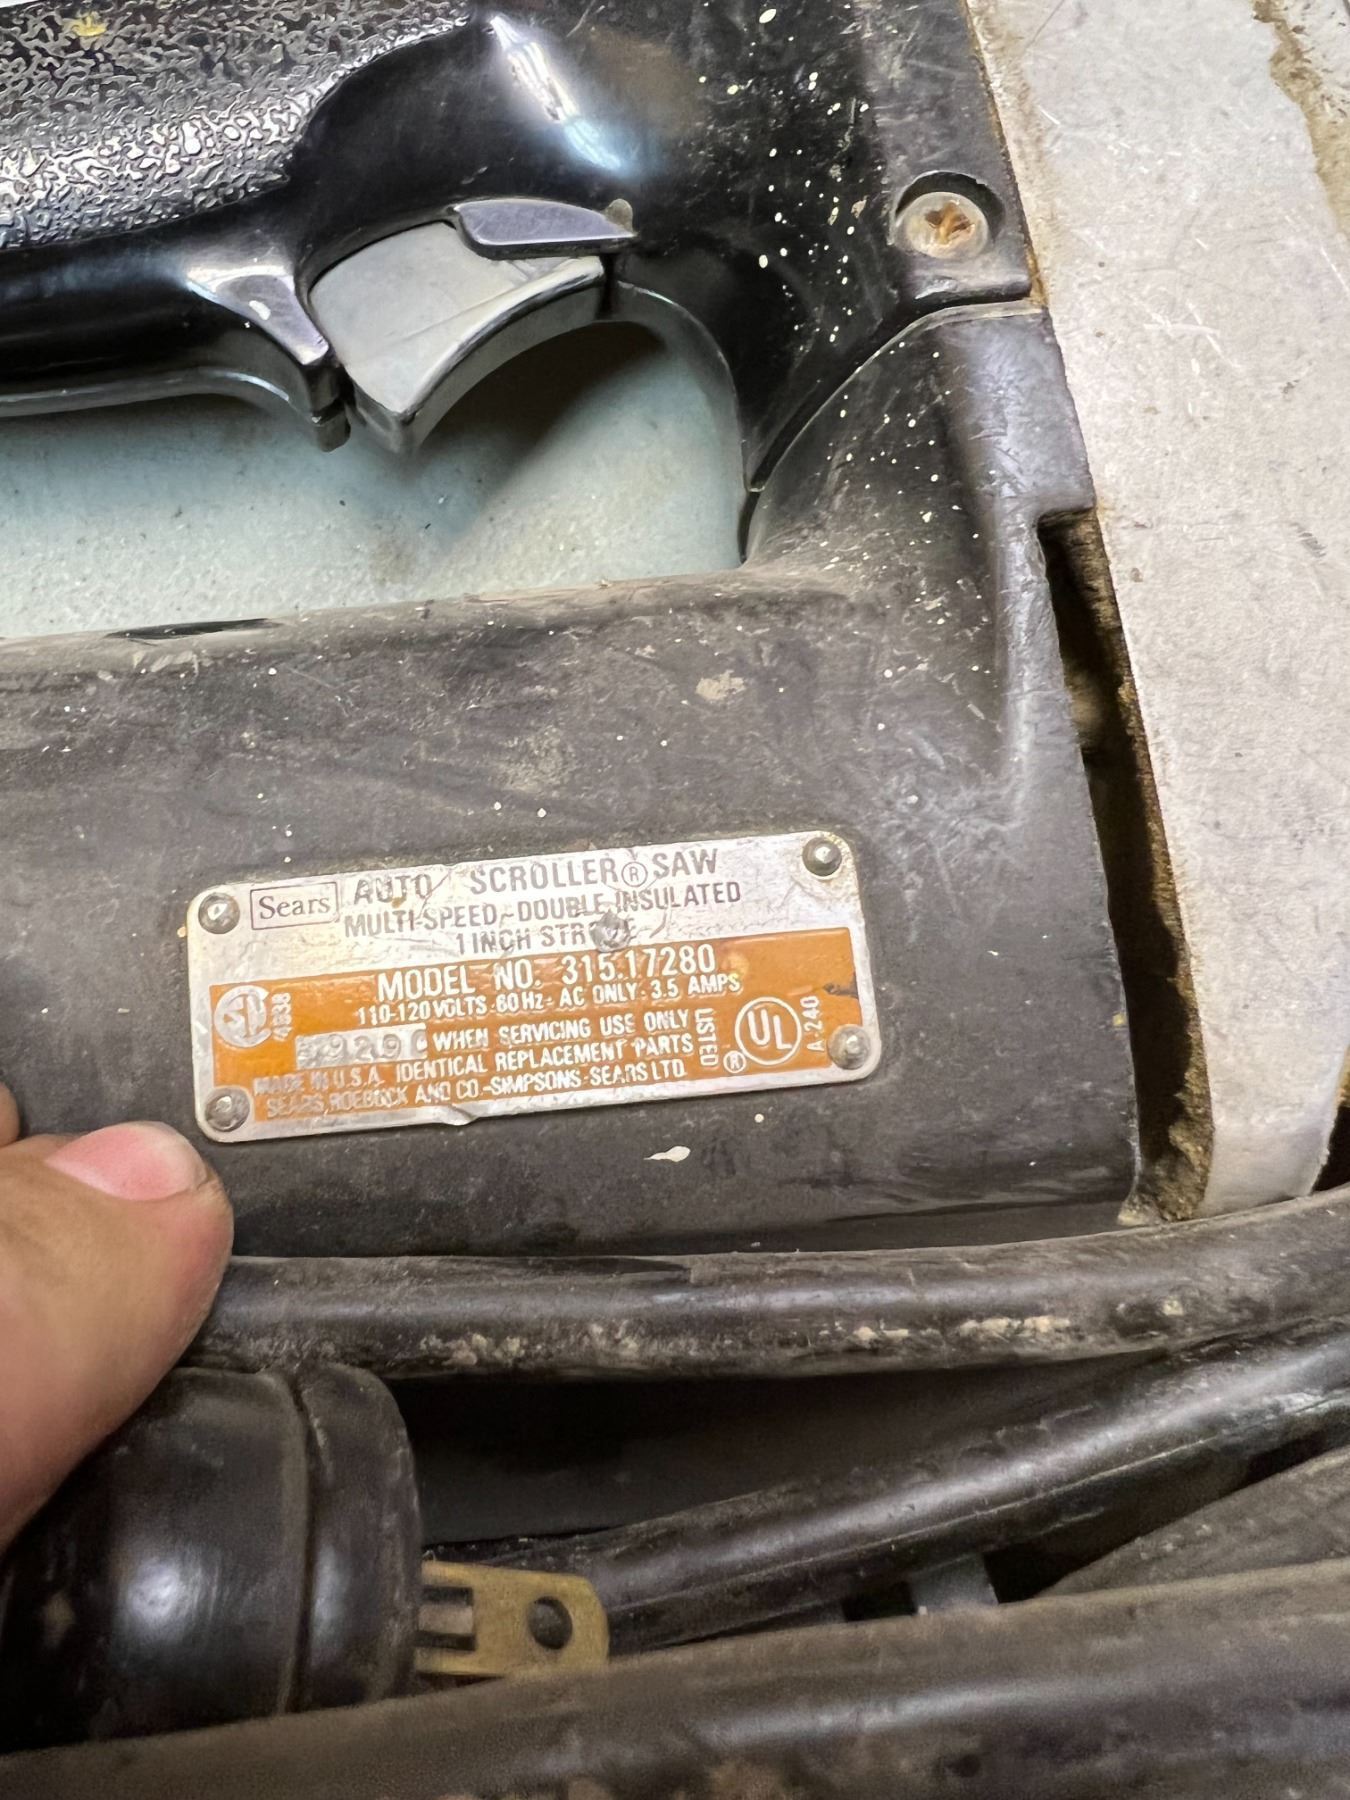 Sears AUTO SCROLLER® SAW
MULTI-SPEED-DOUBLE INSULATED
1 INCH
MODEL NO. 315.17280
110-120 VOLTS-60 Hz-AC ONLY-3.5 AMPS
4838
WHEN SERVICING USE ONLY
MADE IN U.S.A. IDENTICAL REPLACEMENT PARTS
SEARS, ROEBUCK AND CO.-SIMPSONS-SEARS LTD.
LISTED
UL
®
A-240